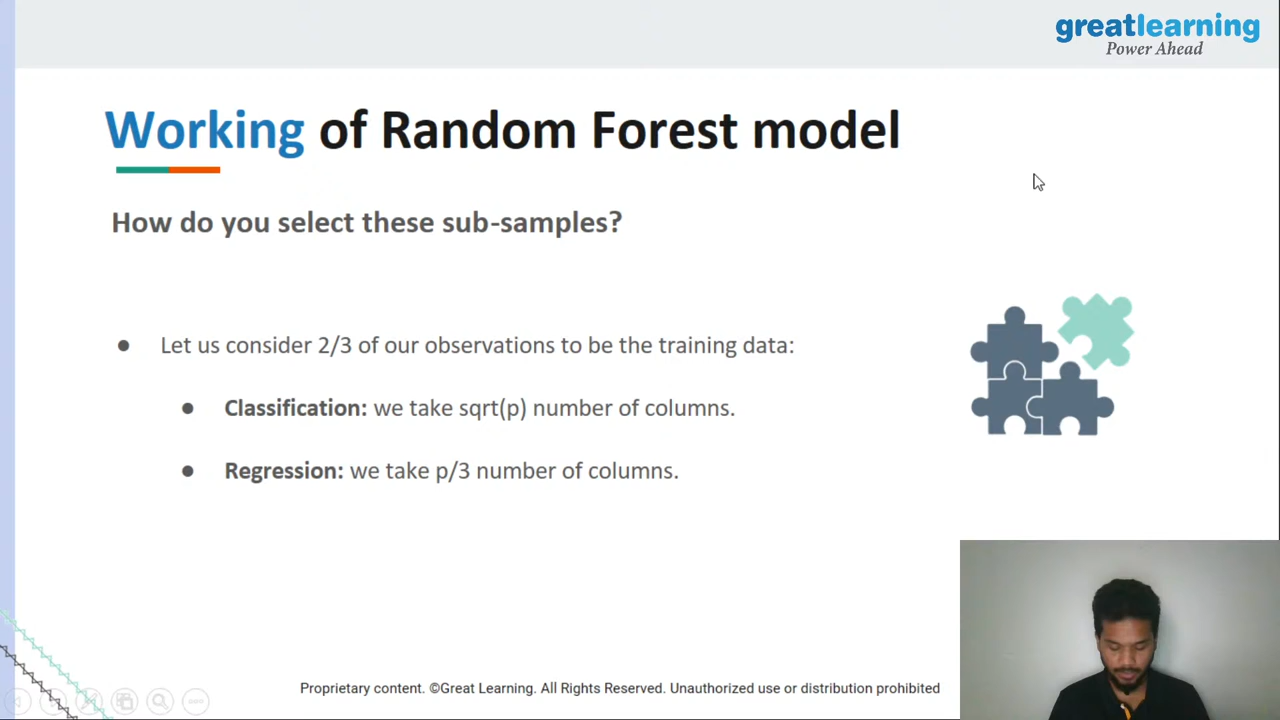 greatlearning
Power Ahead
Working of Random Forest model
How do you select these sub-samples?
● Let us consider 2/3 of our observations to be the training data:
● Classification: we take sqrt(p) number of columns.
● Regression: we take p/3 number of columns.
Proprietary content. ©Great Learning. All Rights Reserved. Unauthorized use or distribution prohibited